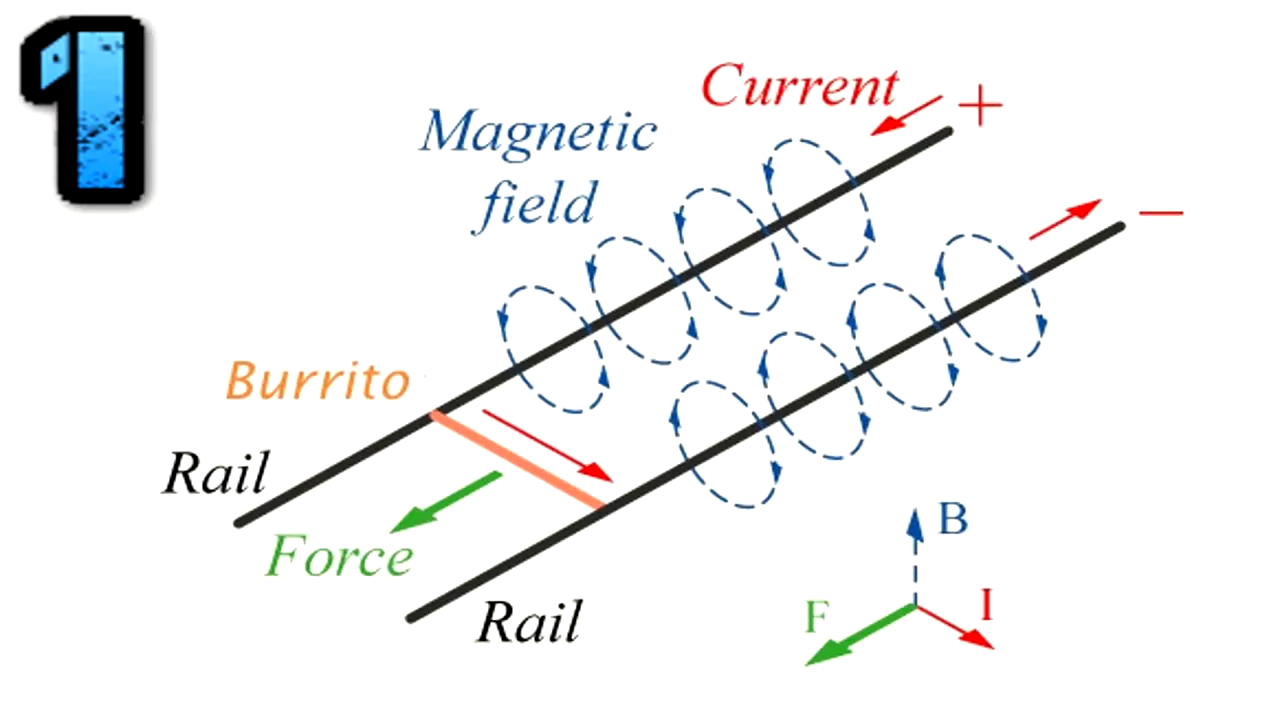 1
Current
+
Magnetic
field
−
Burrito
Rail
Force
Rail
B
F
I